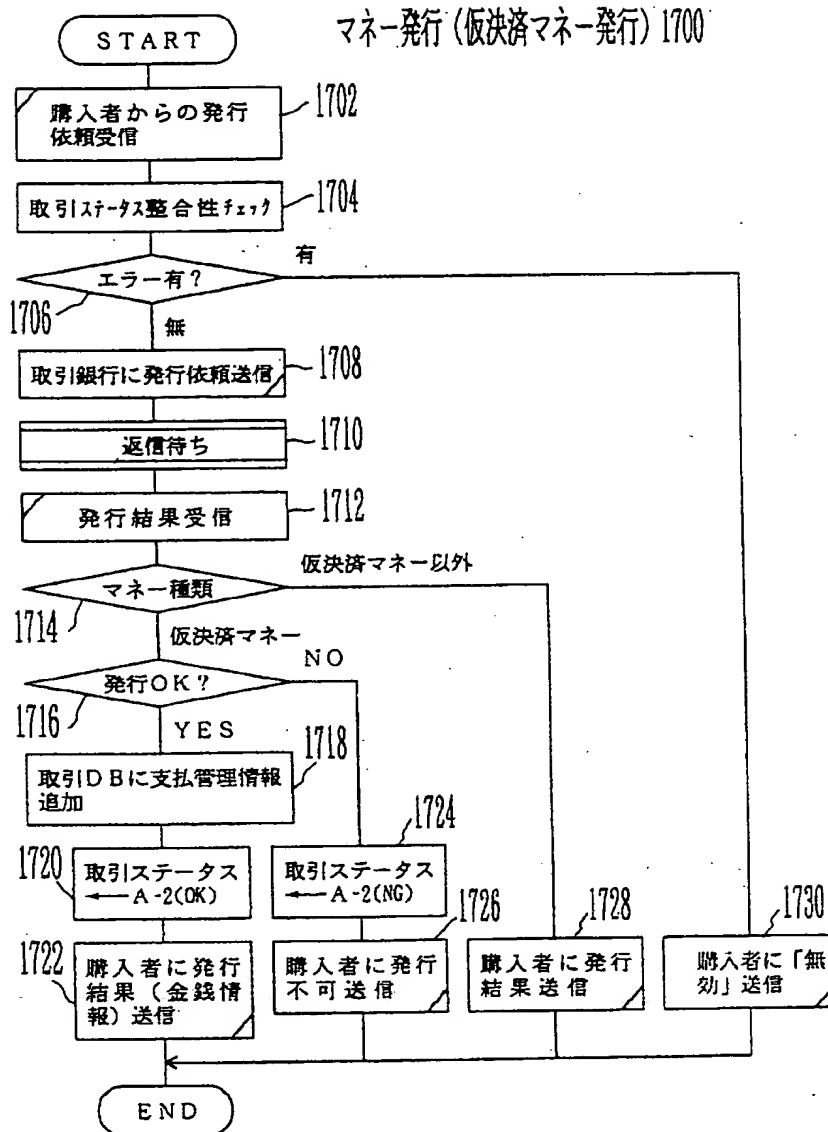 マネー発行(仮決済マネー発行)1700
START
購入者からの発行
依頼受信
1702
取引ステータス整合性チェック
1704
エラー有?
有
1706
無
取引銀行に発行依頼送信
1708
返信待ち
1710
発行結果受信
1712
マネー種類
仮決済マネー以外
1714
仮決済マネー
発行OK?
NO
1716
YES
取引DBに支払管理情報
追加
1718
1720
取引ステータス
←A-2(OK)
1724
取引ステータス
←A-2(NG)
1722
購入者に発行
結果(金銭情
報)送信
1726
購入者に発行
不可送信
1728
購入者に発行
結果送信
1730
購入者に「無
効」送信
END